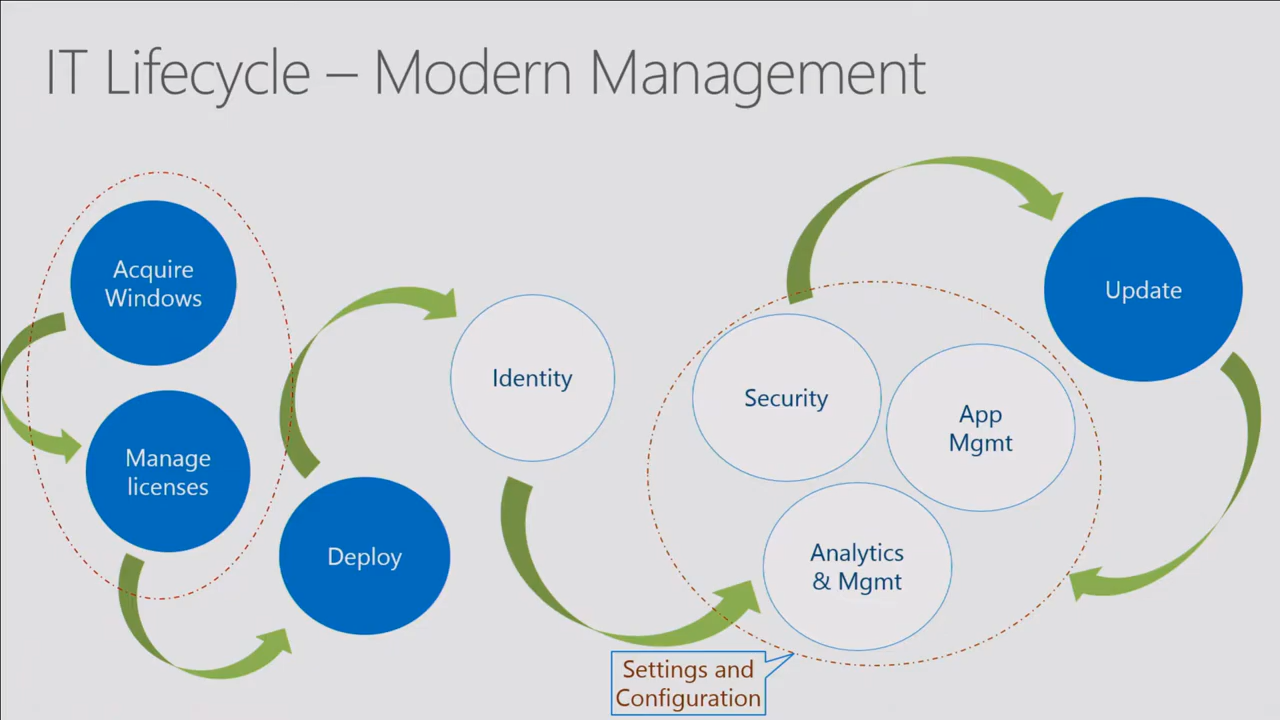 IT Lifecycle – Modern Management
Acquire
Windows
Manage
licenses
Deploy
Identity
Security
App
Mgmt
Analytics
& Mgmt
Settings and
Configuration
Update